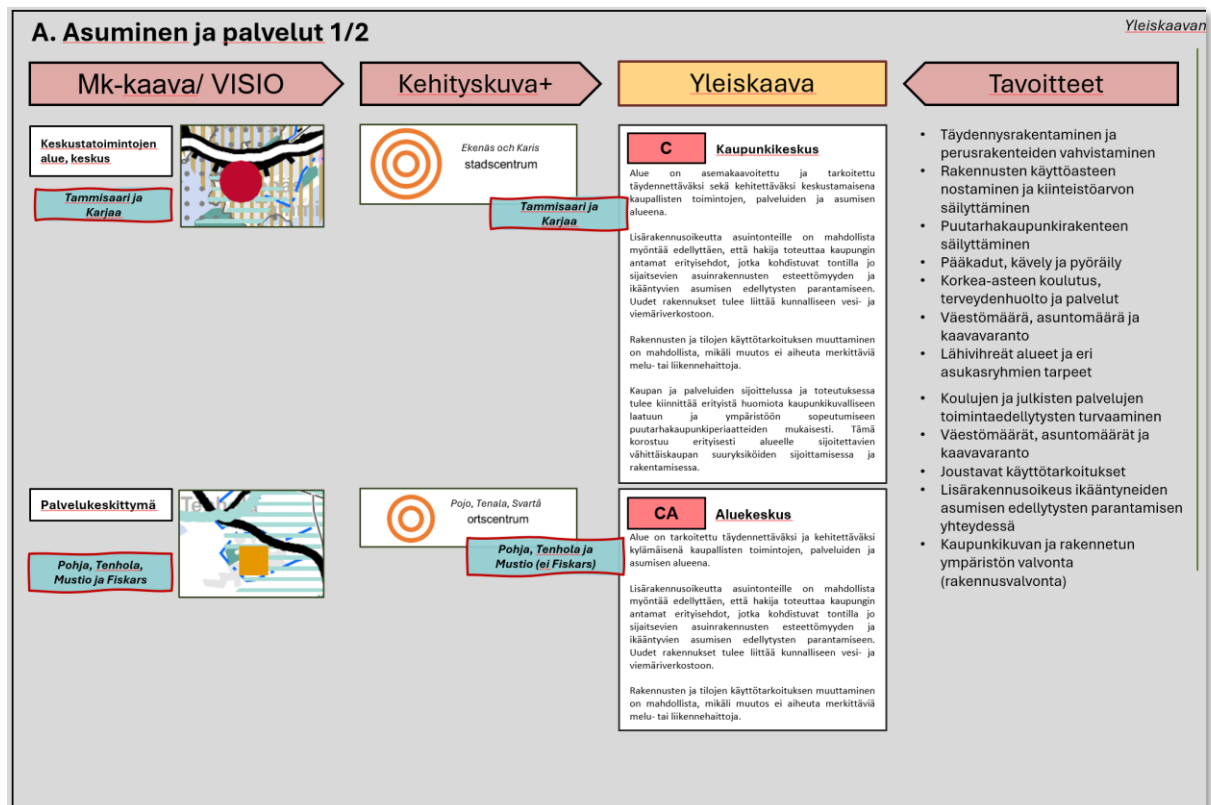 A. Asuminen ja palvelut 1/2
Yleiskaavan
Mk-kaava/ VISIO
Kehityskuva+
Yleiskaava
Tavoitteet
Keskustatoimintojen
alue, keskus
Tammisaari ja
Karjaa
Ekenäs och Karis
stadscentrum
Tammisaari ja
Karjaa
C
Kaupunkikeskus
Alue on asemakaavoitettu ja tarkoitettu
täydennettäväksi sekä kehitettäväksi keskustamaisena
kaupallisten toimintojen, palveluiden ja asumisen
alueena.
Lisärakennusoikeutta asuintonteille on mahdollista
myöntää edellyttäen, että hakija toteuttaa kaupungin
antamat erityisehdot, jotka kohdistuvat tontilla jo
sijaitsevien asuinrakennusten esteettömyyden ja
ikääntyvien asumisen edellytysten parantamiseen.
Uudet rakennukset tulee liittää kunnalliseen vesi- ja
viemäriverkostoon.
Rakennusten ja tilojen käyttötarkoituksen muuttaminen
on mahdollista, mikäli muutos ei aiheuta merkittäviä
melu- tai liikennehaittoja.
Kaupan ja palveluiden sijoittelussa ja toteutuksessa
tulee kiinnittää erityistä huomiota kaupunkikuvalliseen
laatuun ja ympäristöön sopeutumiseen
puutarhakaupunkiperiaatteiden mukaisesti. Tämä
korostuu erityisesti alueelle sijoitettavien
vähittäiskaupan suuryksiköiden sijoittamisessa ja
rakentamisessa.
• Täydennysrakentaminen ja
perusrakenteiden vahvistaminen
• Rakennusten käyttöasteen
nostaminen ja kiinteistöarvon
säilyttäminen
• Puutarhakaupunkirakenteen
säilyttäminen
• Pääkadut, kävely ja pyöräily
• Korkea-asteen koulutus,
terveydenhuolto ja palvelut
• Väestömäärä, asuntomäärä ja
kaavavaranto
• Lähivihreät alueet ja eri
asukasryhmien tarpeet
• Koulujen ja julkisten palvelujen
toimintaedellytysten turvaaminen
• Väestömäärät, asuntomäärät ja
kaavavaranto
• Joustavat käyttötarkoitukset
• Lisärakennusoikeus ikääntyneiden
asumisen edellytysten parantamisen
yhteydessä
• Kaupunkikuvan ja rakennetun
ympäristön valvonta
(rakennusvalvonta)
Palvelukeskittymä
Pohja, Tenhola,
Mustio ja Fiskars
Tenhola
Pojo, Tenala, Svartå
ortscentrum
Pohja, Tenhola ja
Mustio (ei Fiskars)
CA
Aluekeskus
Alue on tarkoitettu täydennettäväksi ja kehitettäväksi
kylämäisenä kaupallisten toimintojen, palveluiden ja
asumisen alueena.
Lisärakennusoikeutta asuintonteille on mahdollista
myöntää edellyttäen, että hakija toteuttaa kaupungin
antamat erityisehdot, jotka kohdistuvat tontilla jo
sijaitsevien asuinrakennusten esteettömyyden ja
ikääntyvien asumisen edellytysten parantamiseen.
Uudet rakennukset tulee liittää kunnalliseen vesi- ja
viemäriverkostoon.
Rakennusten ja tilojen käyttötarkoituksen muuttaminen
on mahdollista, mikäli muutos ei aiheuta merkittäviä
melu- tai liikennehaittoja.